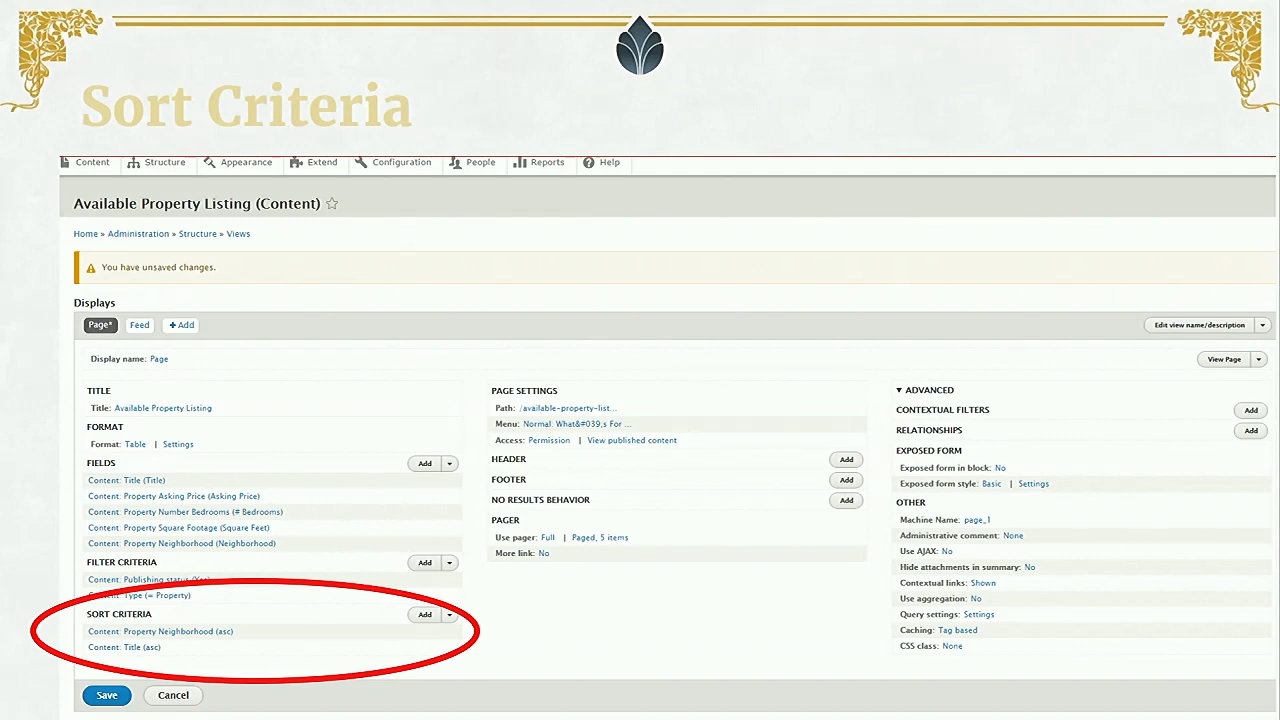 Sort Criteria
Content Structure Appearance Extend Configuration People Reports Help
Available Property Listing (Content)
Home » Administration » Structure » Views
You have unsaved changes.
Displays
Page* Feed +Add Edit view name/description
Display name: Page View Page
TITLE
Title: Available Property Listing
FORMAT
Format: Table | Settings
FIELDS Add
Content: Title (Title)
Content: Property Asking Price (Asking Price)
Content: Property Number Bedrooms (# Bedrooms)
Content: Property Square Footage (Square Feet)
Content: Property Neighborhood (Neighborhood)
FILTER CRITERIA Add
Content: Publishing status (Yes)
Content: Type (= Property)
SORT CRITERIA Add
Content: Property Neighborhood (asc)
Content: Title (asc)
PAGE SETTINGS
Path: /available-property-list...
Menu: Normal: What&#039;s For ...
Access: Permission | View published content
HEADER Add
FOOTER Add
NO RESULTS BEHAVIOR Add
PAGER
Use pager: Full | Paged, 5 items
More link: No
▼ ADVANCED
CONTEXTUAL FILTERS Add
RELATIONSHIPS Add
EXPOSED FORM
Exposed form in block: No
Exposed form style: Basic | Settings
OTHER
Machine Name: page_1
Administrative comment: None
Use AJAX: No
Hide attachments in summary: No
Contextual links: Shown
Use aggregation: No
Query settings: Settings
Caching: Tag based
CSS class: None
Save Cancel